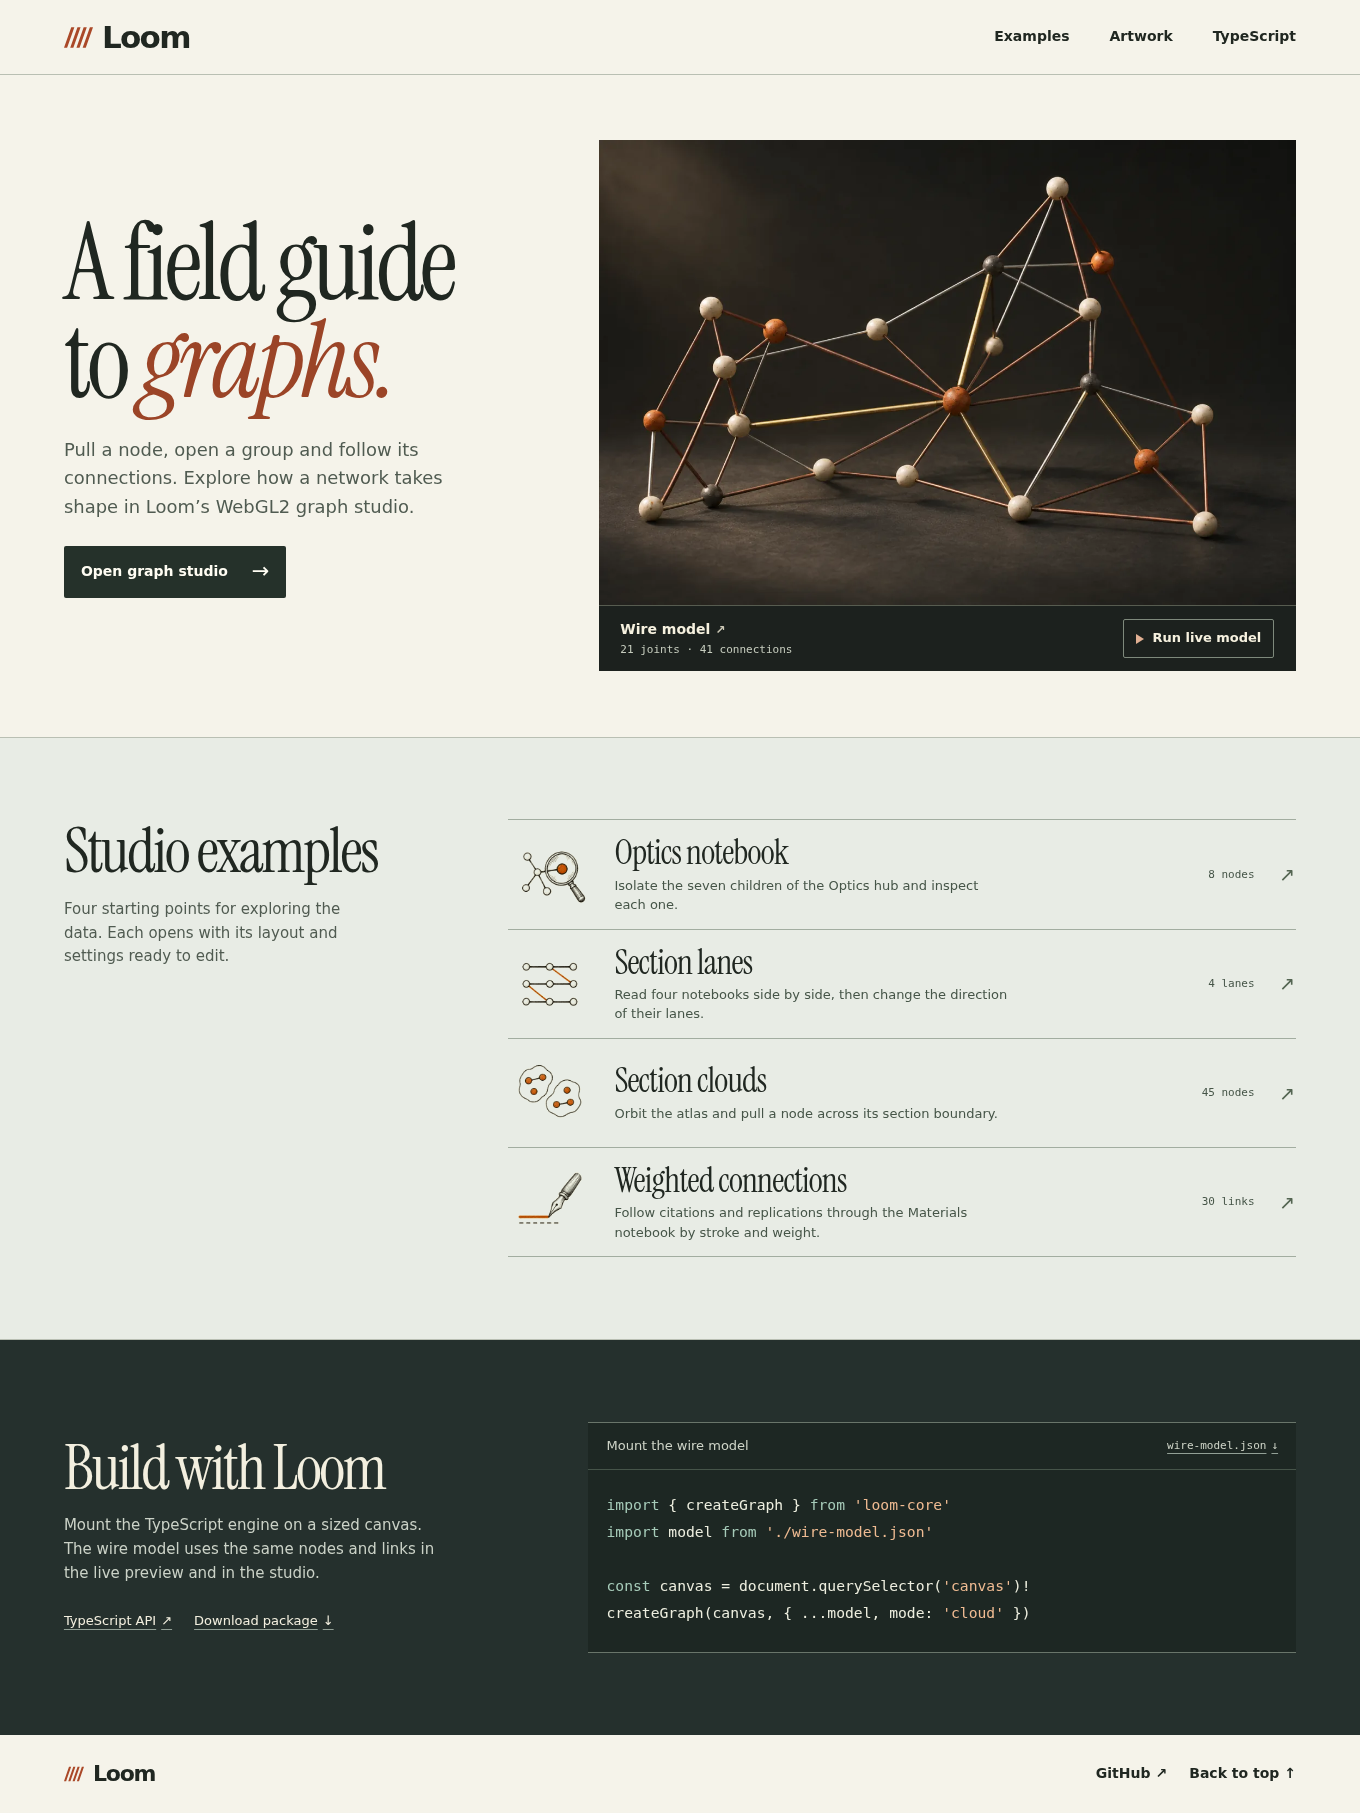 Loom
Examples
Artwork
TypeScript
A field guide
to graphs.
Pull a node, open a group and follow its
connections. Explore how a network takes
shape in Loom’s WebGL2 graph studio.
Open graph studio →
Wire model ↗
21 joints · 41 connections
Run live model
Studio examples
Four starting points for exploring the
data. Each opens with its layout and
settings ready to edit.
Optics notebook
Isolate the seven children of the Optics hub and inspect
each one.
8 nodes ↗
Section lanes
Read four notebooks side by side, then change the direction
of their lanes.
4 lanes ↗
Section clouds
Orbit the atlas and pull a node across its section boundary.
45 nodes ↗
Weighted connections
Follow citations and replications through the Materials
notebook by stroke and weight.
30 links ↗
Build with Loom
Mount the TypeScript engine on a sized canvas.
The wire model uses the same nodes and links in
the live preview and in the studio.
TypeScript API ↗
Download package ↓
Mount the wire model
wire-model.json ↓
import { createGraph } from 'loom-core'
import model from './wire-model.json'
const canvas = document.querySelector('canvas')!
createGraph(canvas, { ...model, mode: 'cloud' })
Loom
GitHub ↗
Back to top ↑